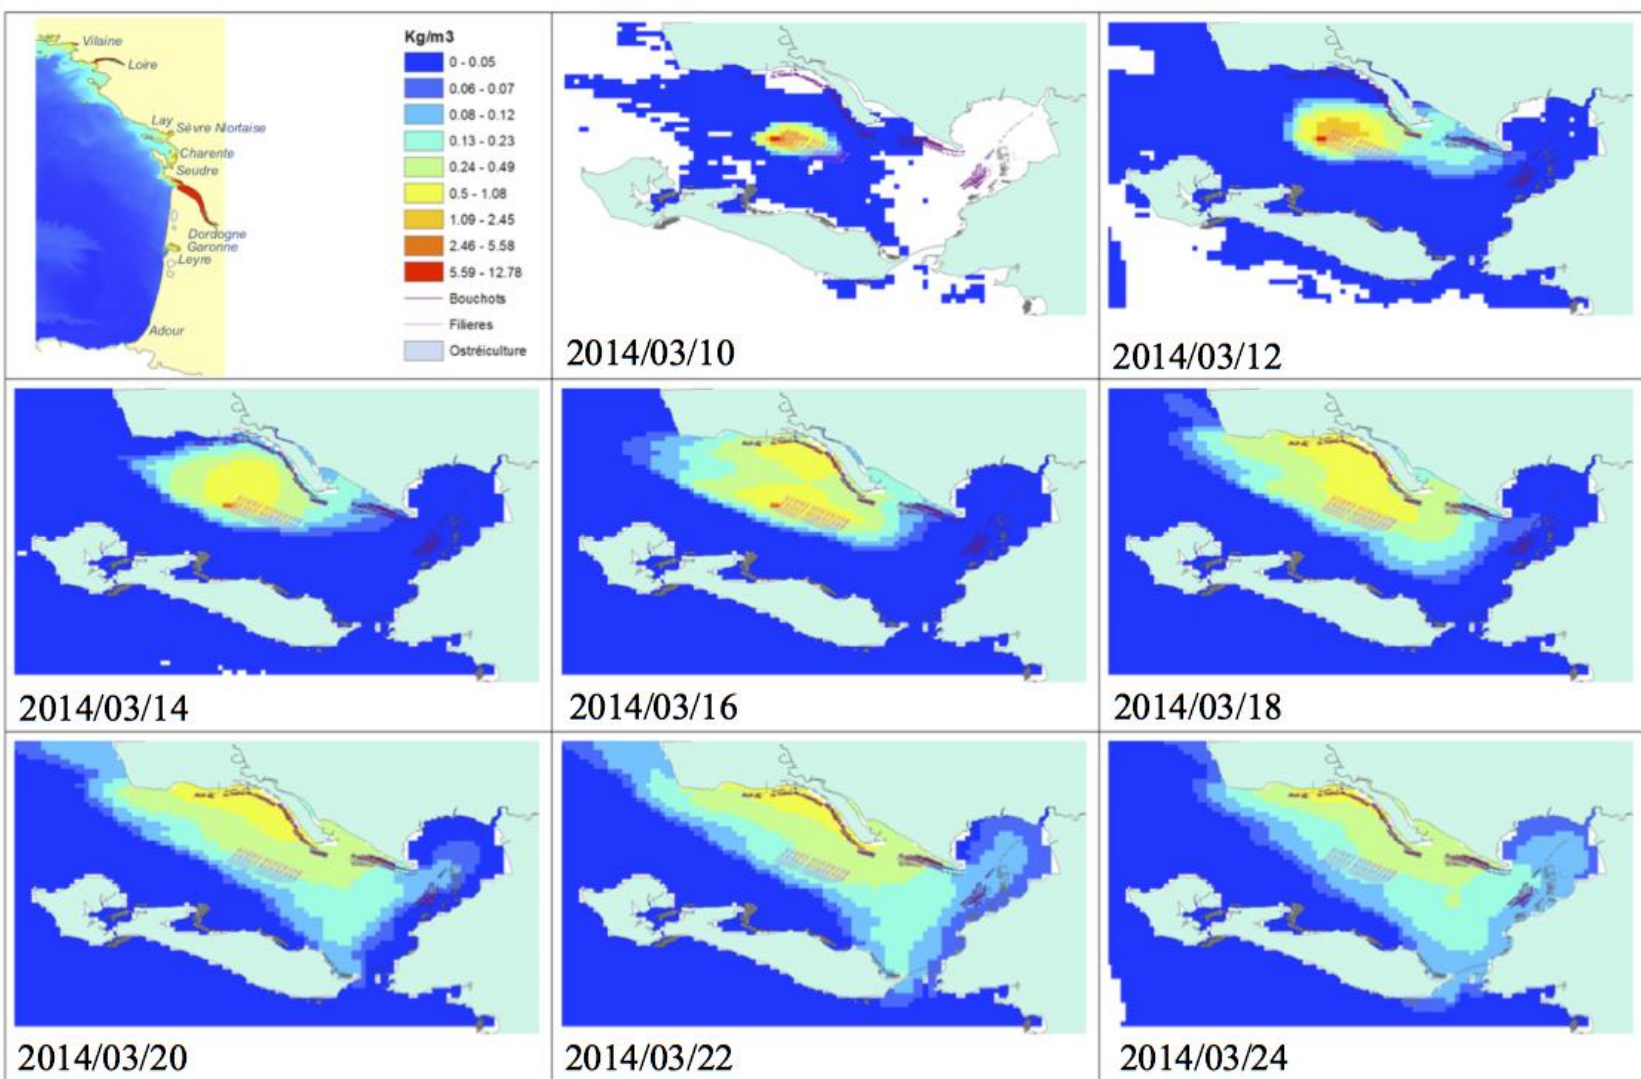 Vilaine
Loire
Lay
Sèvre Niortaise
Charente
Seudre
Dordogne
Garonne
Leyre
Adour
Kg/m3
0 - 0.05
0.06 - 0.07
0.08 - 0.12
0.13 - 0.23
0.24 - 0.49
0.5 - 1.08
1.09 - 2.45
2.46 - 5.58
5.59 - 12.78
Bouchots
Filieres
Ostréiculture
2014/03/10
2014/03/12
2014/03/14
2014/03/16
2014/03/18
2014/03/20
2014/03/22
2014/03/24